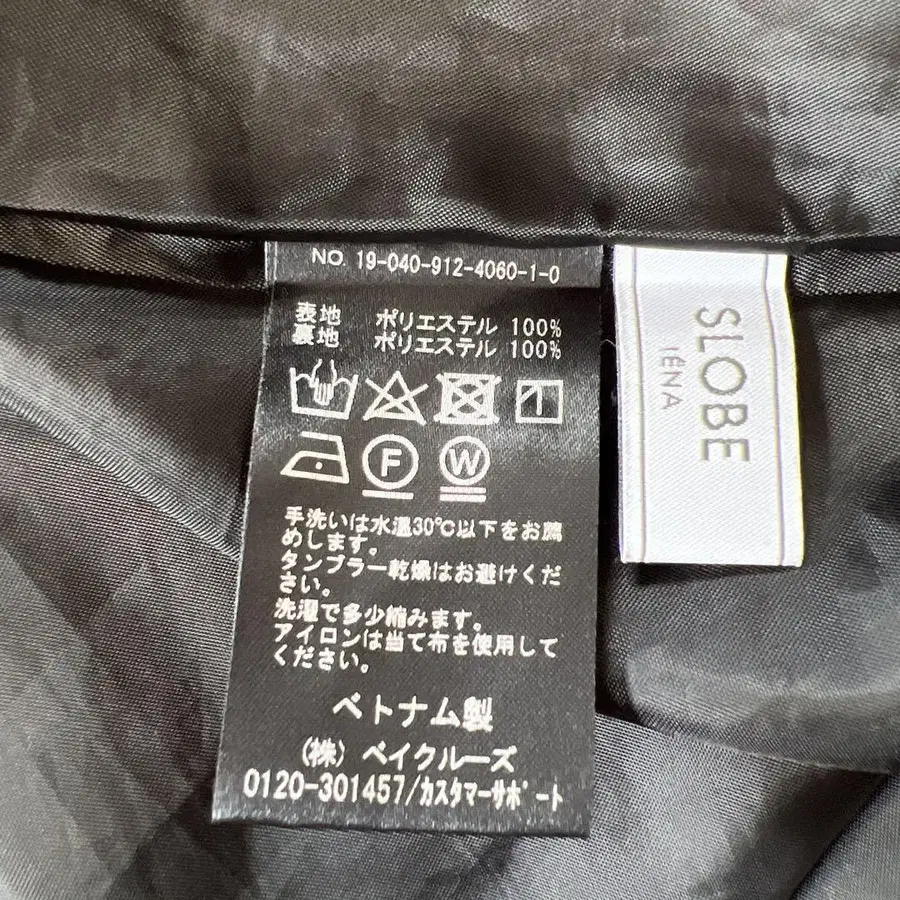 NO. 19-040-912-4060-1-0
表地 ポリエステル 100%
裏地 ポリエステル 100%
F W
手洗いは水温30℃以下をお薦
めします。
タンブラー乾燥はお避けくだ
さい。
洗濯で多少縮みます。
アイロンは当て布を使用して
ください。
ベトナム製
(株) ベイクルーズ
0120-301457/カスタマーサポート
SLOBE
IÉNA